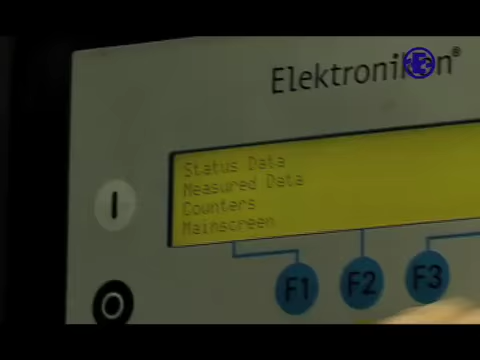 Elektronikon®
Status Data
Measured Data
Counters
Mainscreen
I
O
F1
F2
F3